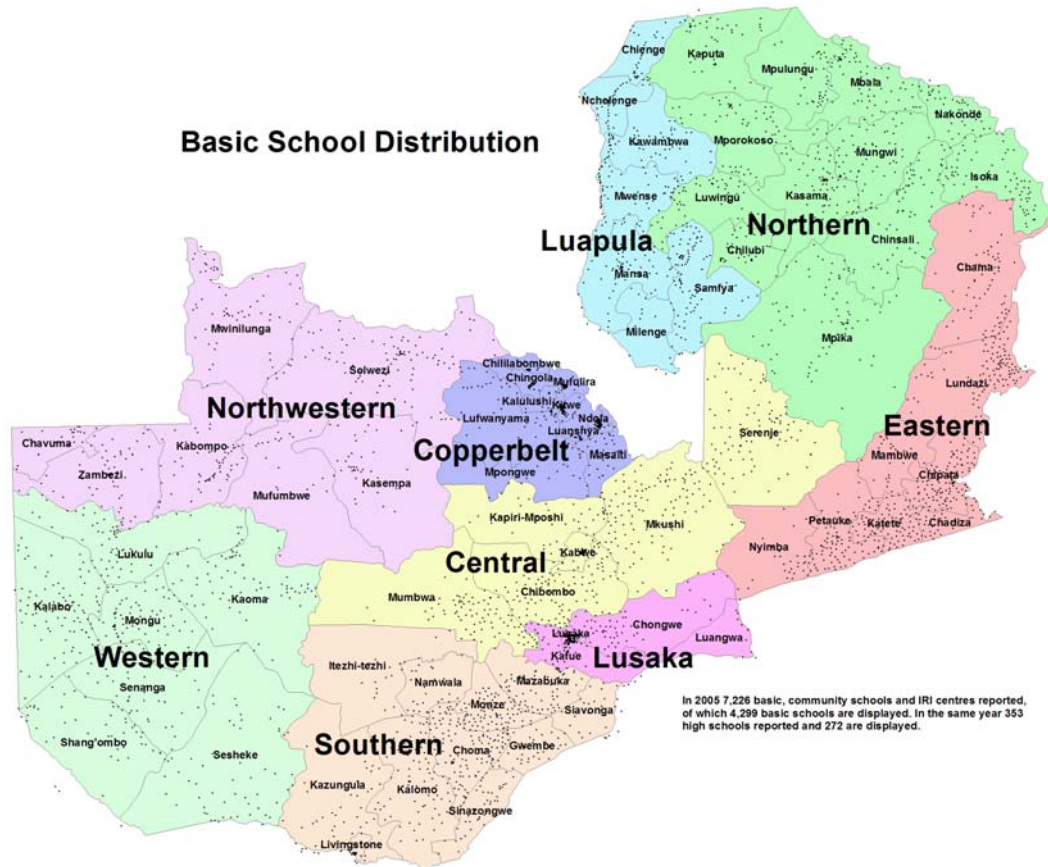 Basic School Distribution
Chienge
Kaputa
Mpulungu
Mbala
Ncholenge
Nakonde
Kawambwa
Mporokoso
Mungwi
Isoka
Mwense
Luwingu
Kasama
Northern
Luapula
Chilubi
Chinsali
Mansa
Samfya
Chama
Milenge
Mpika
Mwinilunga
Solwezi
Chililabombwe
Chingola
Mufulira
Lundazi
Northwestern
Kalulushi
Kitwe
Lufwanyama
Ndola
Luanshya
Eastern
Chavuma
Kabompo
Copperbelt
Masaiti
Serenje
Mambwe
Zambezi
Mpongwe
Chipata
Mufumbwe
Kasempa
Kapiri-Mposhi
Mkushi
Petauke
Katete
Chadiza
Nyimba
Lukulu
Central
Kabwe
Kalabo
Kaoma
Mumbwa
Chibombo
Mongu
Chongwe
Western
Lusaka
Luangwa
Itezhi-tezhi
Kafue
Lusaka
Senanga
Namwala
Mazabuka
Monze
Siavonga
In 2005 7,226 basic, community schools and IRI centres reported,
of which 4,299 basic schools are displayed. In the same year 353
high schools reported and 272 are displayed.
Shang'ombo
Sesheke
Southern
Choma
Gwembe
Kazungula
Kalomo
Sinazongwe
Livingstone